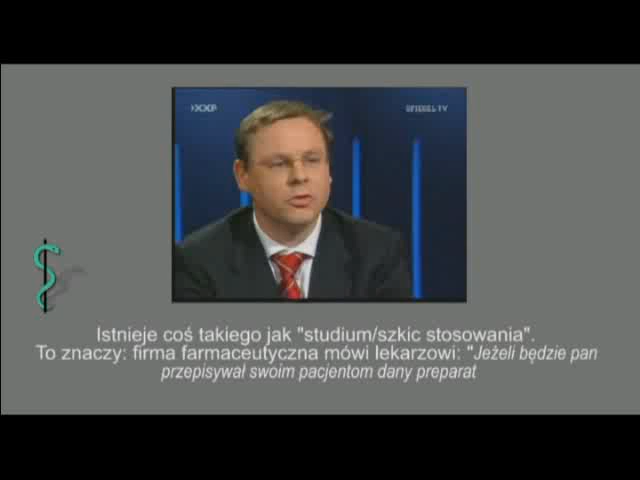 XXP
SPIEGEL TV
Istnieje coś takiego jak "studium/szkic stosowania".
To znaczy: firma farmaceutyczna mówi lekarzowi: "Jeżeli będzie pan
przepisywał swoim pacjentom dany preparat